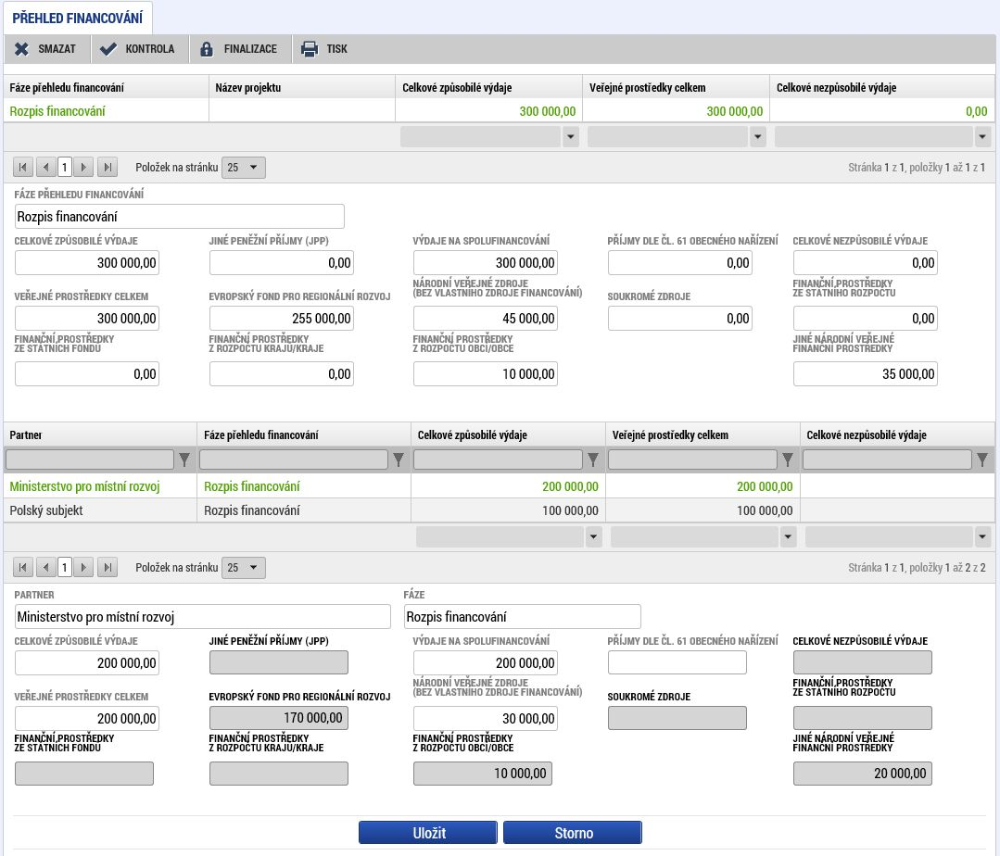 PŘEHLED FINANCOVÁNÍ
SMAZAT KONTROLA FINALIZACE TISK
Fáze přehledu financování Název projektu Celkové způsobilé výdaje Veřejné prostředky celkem Celkové nezpůsobilé výdaje
Rozpis financování 300 000,00 300 000,00 0,00
1 Položek na stránku 25 Stránka 1 z 1, položky 1 až 1 z 1
FÁZE PŘEHLEDU FINANCOVÁNÍ
Rozpis financování
CELKOVÉ ZPŮSOBILÉ VÝDAJE JINÉ PENĚŽNÍ PŘÍJMY (JPP) VÝDAJE NA SPOLUFINANCOVÁNÍ PŘÍJMY DLE ČL. 61 OBECNÉHO NAŘÍZENÍ CELKOVÉ NEZPŮSOBILÉ VÝDAJE
300 000,00 0,00 300 000,00 0,00 0,00
VEŘEJNÉ PROSTŘEDKY CELKEM EVROPSKÝ FOND PRO REGIONÁLNÍ ROZVOJ NÁRODNÍ VEŘEJNÉ ZDROJE
(BEZ VLASTNÍHO ZDROJE FINANCOVÁNÍ) SOUKROMÉ ZDROJE FINANČNÍ PROSTŘEDKY
ZE STÁTNÍHO ROZPOČTU
300 000,00 255 000,00 45 000,00 0,00 0,00
FINANČNÍ PROSTŘEDKY
ZE STÁTNÍCH FONDŮ FINANČNÍ PROSTŘEDKY
Z ROZPOČTU KRAJŮ/KRAJE FINANČNÍ PROSTŘEDKY
Z ROZPOČTU OBCÍ/OBCE JINÉ NÁRODNÍ VEŘEJNÉ
FINANČNÍ PROSTŘEDKY
0,00 0,00 10 000,00 35 000,00
Partner Fáze přehledu financování Celkové způsobilé výdaje Veřejné prostředky celkem Celkové nezpůsobilé výdaje
Ministerstvo pro místní rozvoj Rozpis financování 200 000,00 200 000,00
Polský subjekt Rozpis financování 100 000,00 100 000,00
1 Položek na stránku 25 Stránka 1 z 1, položky 1 až 2 z 2
PARTNER FÁZE
Ministerstvo pro místní rozvoj Rozpis financování
CELKOVÉ ZPŮSOBILÉ VÝDAJE JINÉ PENĚŽNÍ PŘÍJMY (JPP) VÝDAJE NA SPOLUFINANCOVÁNÍ PŘÍJMY DLE ČL. 61 OBECNÉHO NAŘÍZENÍ CELKOVÉ NEZPŮSOBILÉ VÝDAJE
200 000,00 200 000,00
VEŘEJNÉ PROSTŘEDKY CELKEM EVROPSKÝ FOND PRO REGIONÁLNÍ ROZVOJ NÁRODNÍ VEŘEJNÉ ZDROJE
(BEZ VLASTNÍHO ZDROJE FINANCOVÁNÍ) SOUKROMÉ ZDROJE FINANČNÍ PROSTŘEDKY
ZE STÁTNÍHO ROZPOČTU
200 000,00 170 000,00 30 000,00
FINANČNÍ PROSTŘEDKY
ZE STÁTNÍCH FONDŮ FINANČNÍ PROSTŘEDKY
Z ROZPOČTU KRAJŮ/KRAJE FINANČNÍ PROSTŘEDKY
Z ROZPOČTU OBCÍ/OBCE JINÉ NÁRODNÍ VEŘEJNÉ
FINANČNÍ PROSTŘEDKY
10 000,00 20 000,00
Uložit Storno